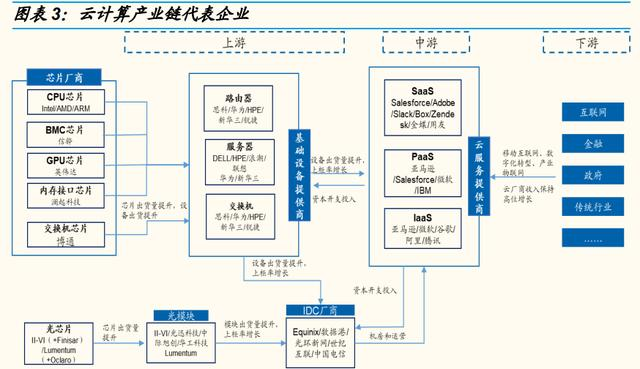 图表 3：云计算产业链代表企业
上游
中游
下游
芯片厂商
CPU芯片
Intel/AMD/ARM
BMC芯片
信骅
GPU芯片
英伟达
内存接口芯片
澜起科技
交换机芯片
博通
芯片出货量提升，设
备出货提升
路由器
思科/华为/HPE/
新华三/锐捷
服务器
DELL/HPE/浪潮/
联想
华为/新华三
交换机
思科/华为/HPE/
新华三/锐捷
基础设备提供商
设备出货量提升，
上柜率增长
资本开支投入
SaaS
Salesforce/Adobe
/Slack/Box/Zende
sk/金蝶/用友
PaaS
亚马逊
/Salesforce/微软
/IBM
IaaS
亚马逊/微软/谷歌/
阿里/腾讯
云服务提供商
移动互联网、数
字化转型、产业
物联网
云厂商收入保持
高位增长
互联网
金融
政府
传统行业
……
设备出货量提升，
上柜率增长
资本开支投入
光芯片
II-VI（+Finisar）
/Lumentum
（+Oclaro）
芯片出货量
提升
光模块
II-VI/光迅科技/中
际旭创/华工科技
Lumentum
模块出货量提升，
上柜率增长
IDC厂商
Equinix/数据港/
光环新网/世纪
互联/中国电信
机房和运营